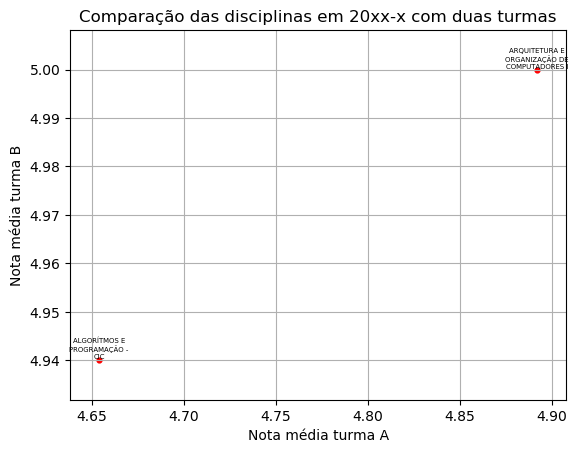 Comparação das disciplinas em 20xx-x com duas turmas
ARQUITETURA E
ORGANIZAÇÃO DE
COMPUTADORES I
5.00
4.99
4.98
4.97
4.96
4.95
4.94
Nota média turma B
ALGORÍTMOS E
PROGRAMAÇÃO -
CIC
4.65
4.70
4.75
4.80
4.85
4.90
Nota média turma A